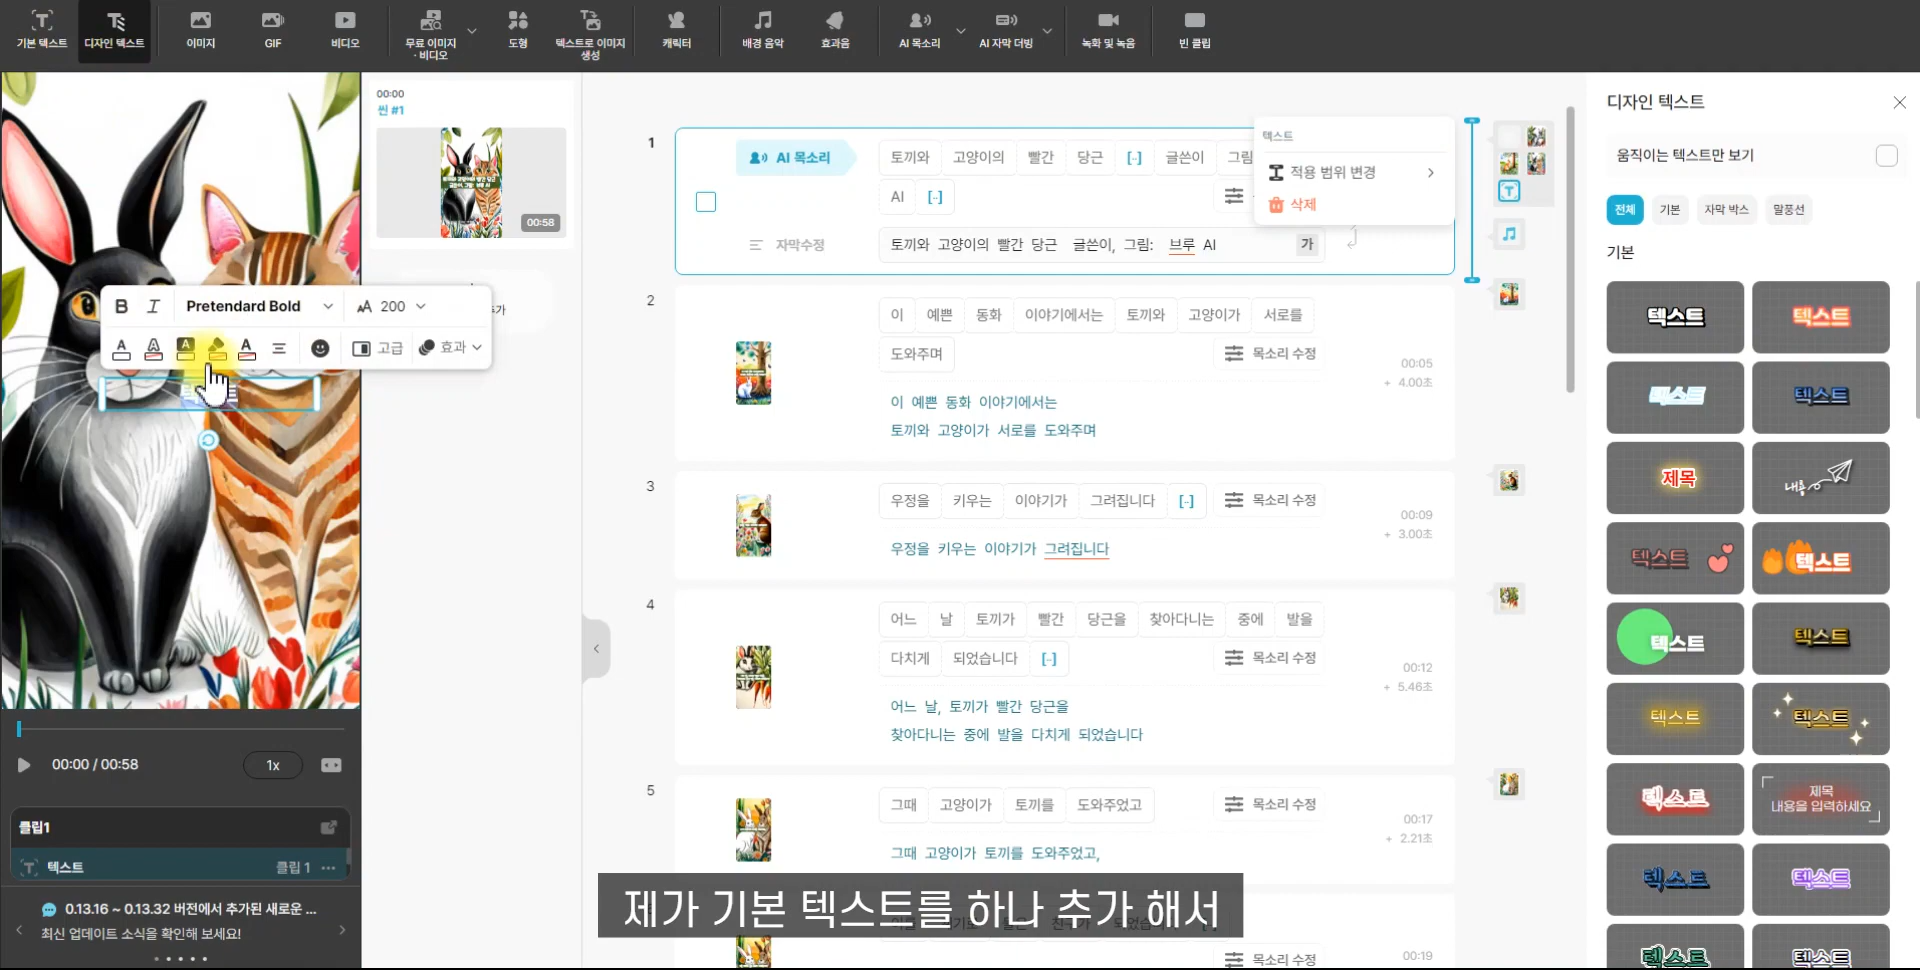 기본 텍스트
디자인 텍스트
이미지
GIF
비디오
무료 이미지
· 비디오
도형
텍스트로 이미지
생성
캐릭터
배경 음악
효과음
AI 목소리
AI 자막 더빙
녹화 및 녹음
빈 클립
00:00
씬 #1
00:58
B I Pretendard Bold 200
고급 효과
00:00 / 00:58
1x
클립1
텍스트 클립 1
0.13.16 ~ 0.13.32 버전에서 추가된 새로운 ...
최신 업데이트 소식을 확인해 보세요!
1
AI 목소리
토끼와 고양이의 빨간 당근 [··] 글쓴이 그림
AI [··]
자막수정
토끼와 고양이의 빨간 당근 글쓴이, 그림: 브루 AI 가
텍스트
적용 범위 변경
삭제
2
이 예쁜 동화 이야기에서는 토끼와 고양이가 서로를
도와주며
목소리 수정
00:05
+ 4.00초
이 예쁜 동화 이야기에서는
토끼와 고양이가 서로를 도와주며
3
우정을 키우는 이야기가 그려집니다 [··] 목소리 수정
00:09
+ 3.00초
우정을 키우는 이야기가 그려집니다
4
어느 날 토끼가 빨간 당근을 찾아다니는 중에 발을
다치게 되었습니다 [··] 목소리 수정
00:12
+ 5.46초
어느 날, 토끼가 빨간 당근을
찾아다니는 중에 발을 다치게 되었습니다
5
그때 고양이가 토끼를 도와주었고 목소리 수정
00:17
+ 2.21초
그때 고양이가 토끼를 도와주었고,
제가 기본 텍스트를 하나 추가 해서
00:19
목소리 수정
디자인 텍스트
움직이는 텍스트만 보기
전체 기본 자막 박스 말풍선
기본
텍스트 텍스트
텍스트 텍스트
제목 내용
텍스트 텍스트
텍스트 텍스트
텍스트 텍스트
텍스트 제목
내용을 입력하세요
텍스트 텍스트
텍스트 텍스트